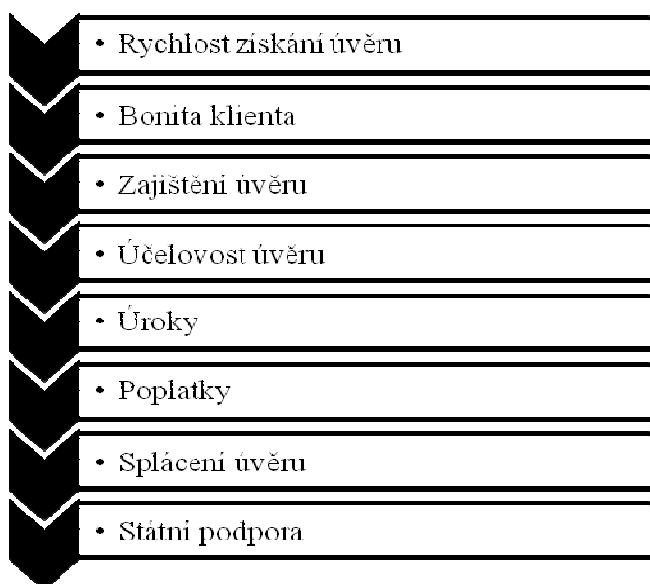 • Rychlost získání úvěru
• Bonita klienta
• Zajištění úvěru
• Účelovost úvěru
• Úroky
• Poplatky
• Splácení úvěru
• Státní podpora